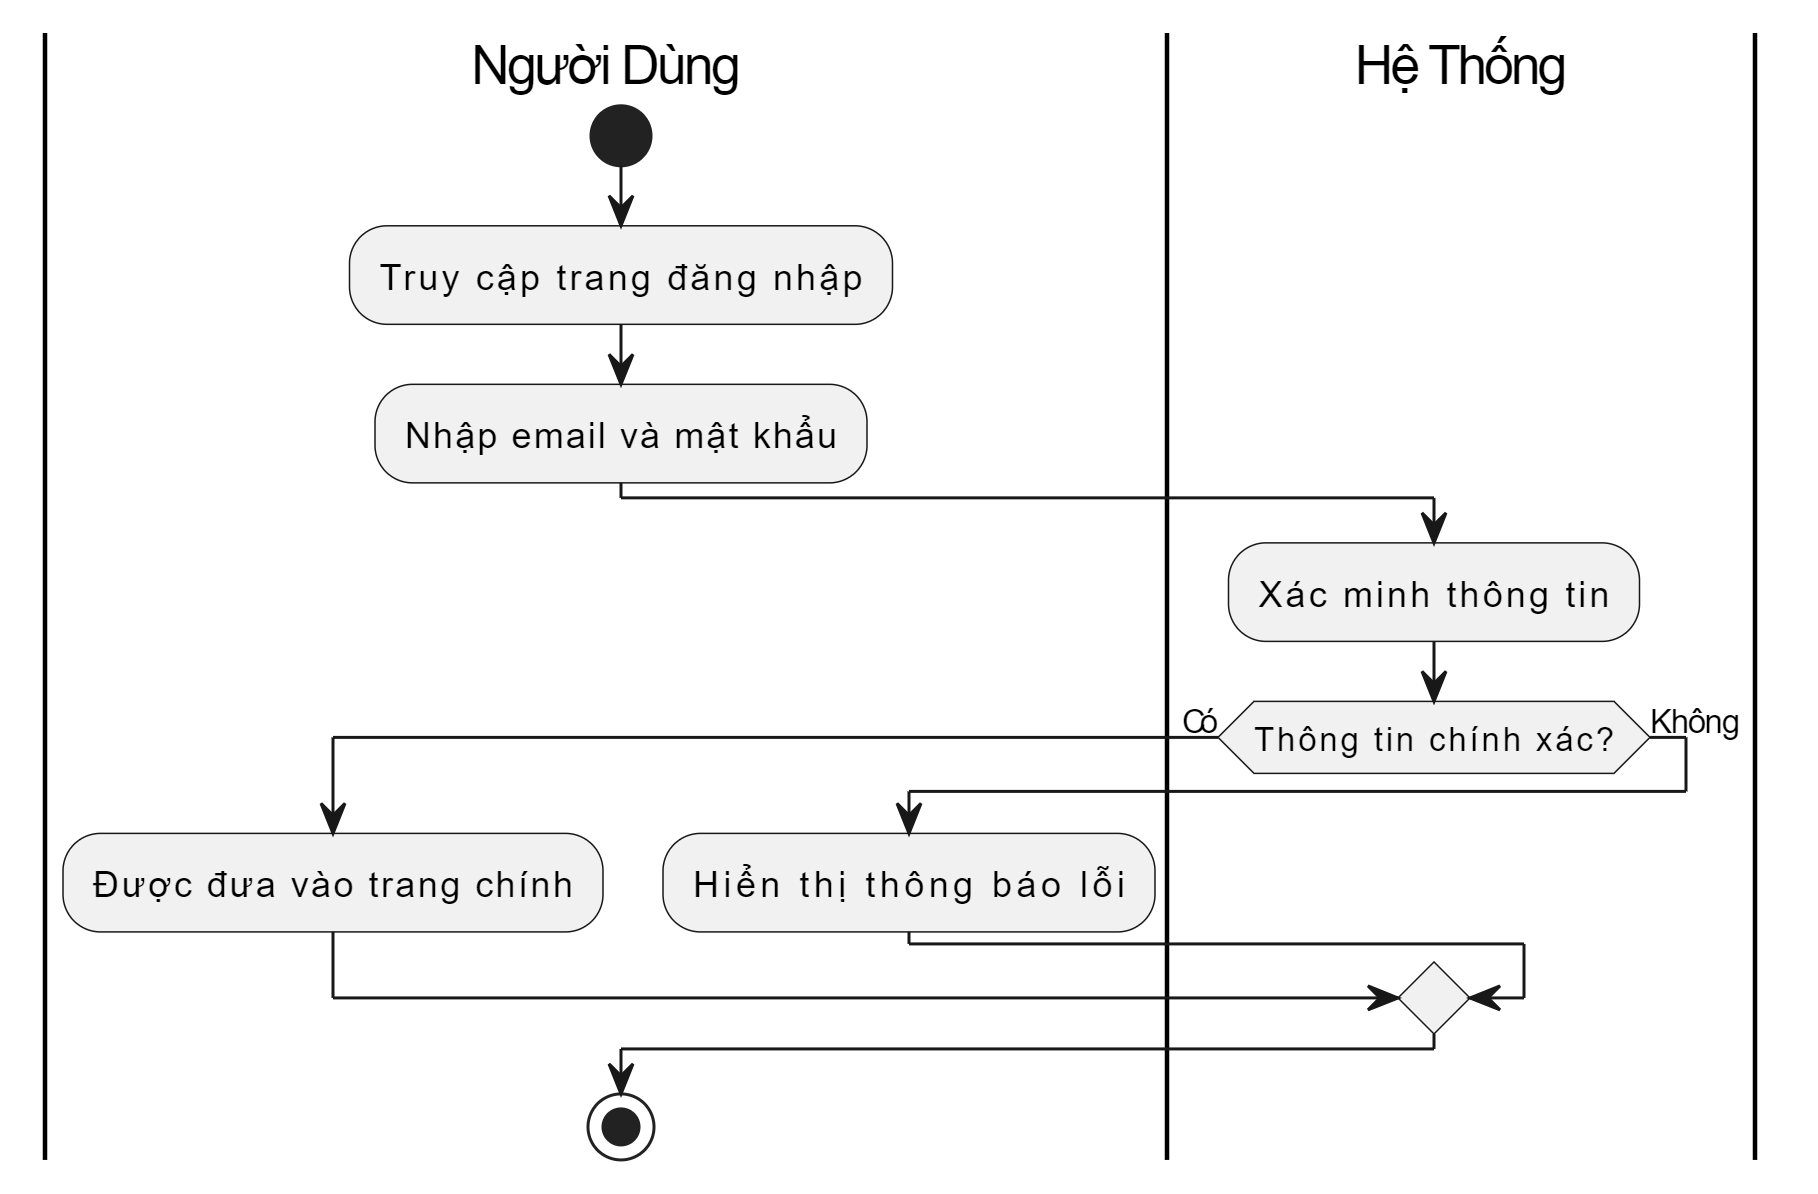 Người Dùng
Hệ Thống
Truy cập trang đăng nhập
Nhập email và mật khẩu
Xác minh thông tin
Có
Thông tin chính xác?
Không
Được đưa vào trang chính
Hiển thị thông báo lỗi